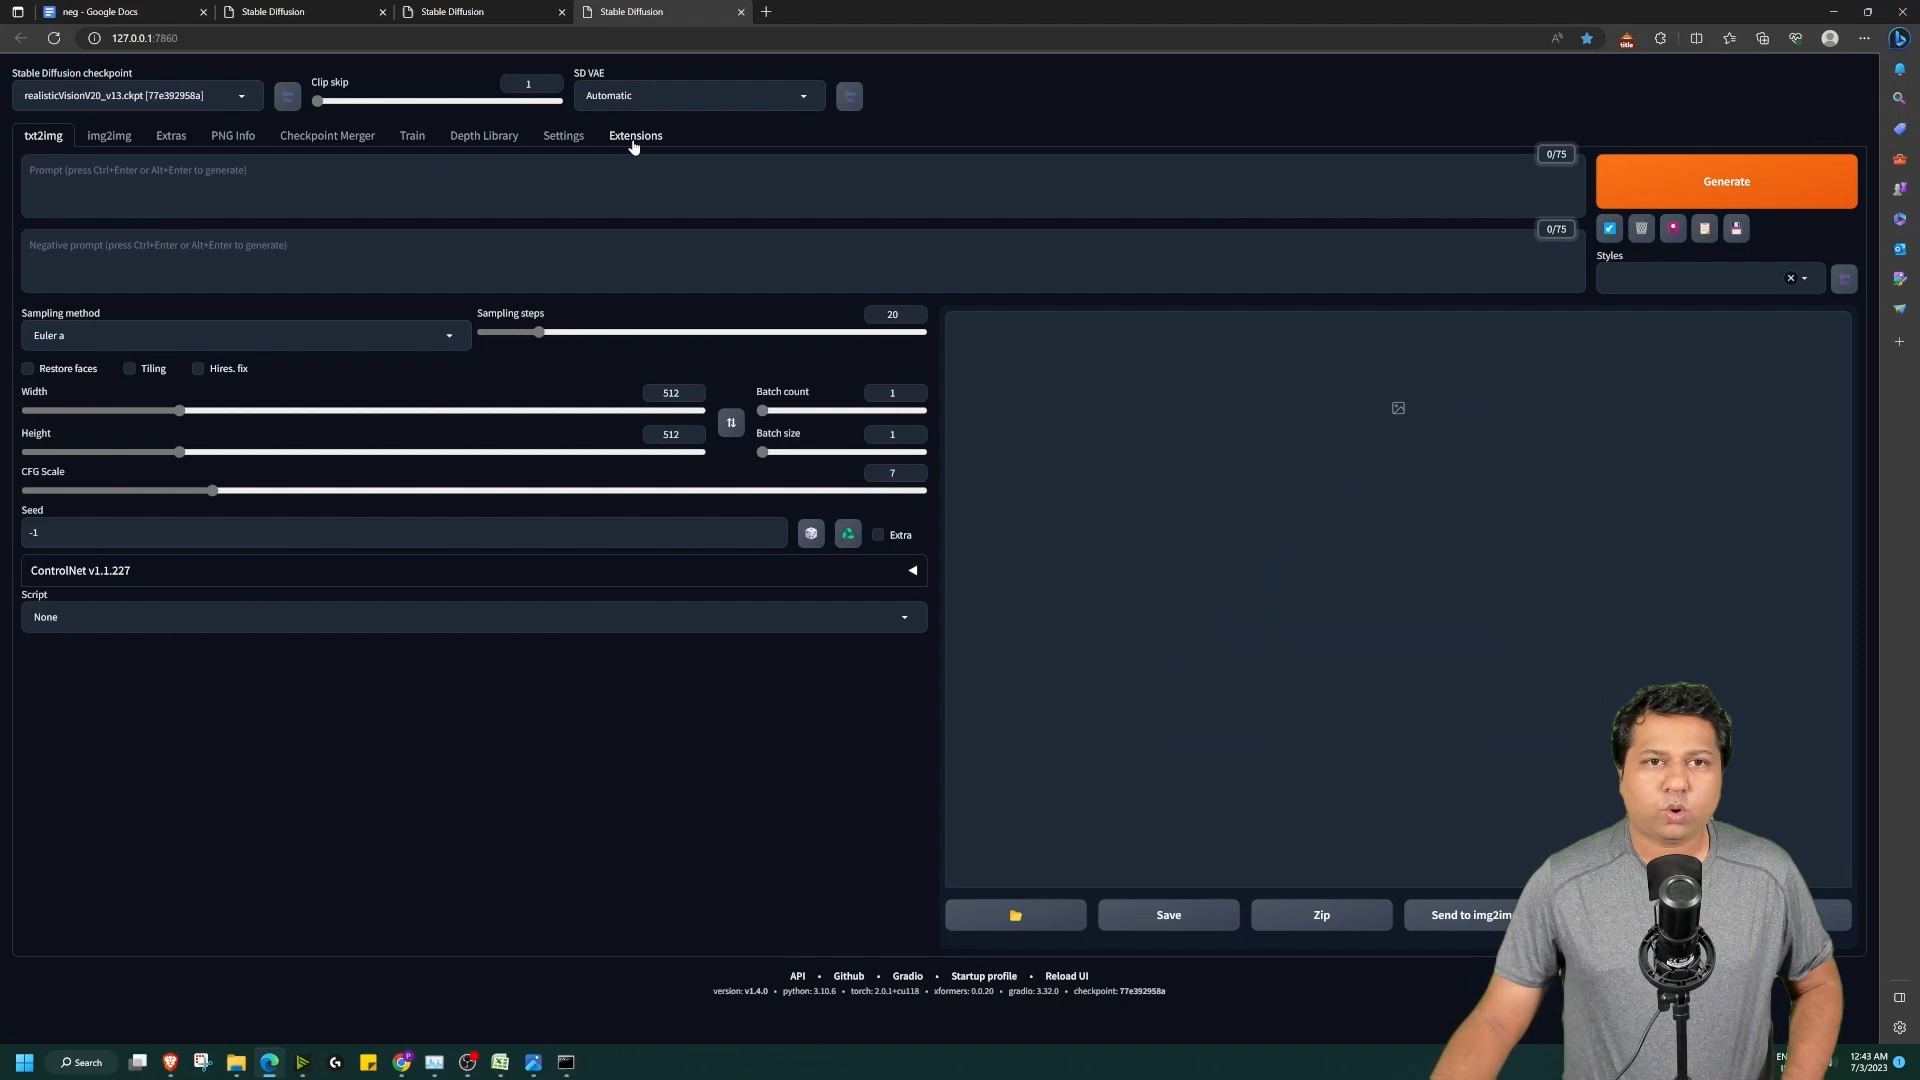 neg - Google Docs
Stable Diffusion
Stable Diffusion
Stable Diffusion
127.0.0.1:7860
Stable Diffusion checkpoint
realisticVisionV20_v13.ckpt [77e392958a]
Clip skip
1
SD VAE
Automatic
txt2img
img2img
Extras
PNG Info
Checkpoint Merger
Train
Depth Library
Settings
Extensions
Prompt (press Ctrl+Enter or Alt+Enter to generate)
0/75
Generate
Negative prompt (press Ctrl+Enter or Alt+Enter to generate)
0/75
Styles
Sampling method
Euler a
Sampling steps
20
Restore faces
Tiling
Hires. fix
Width
512
Batch count
1
Height
512
Batch size
1
CFG Scale
7
Seed
-1
Extra
ControlNet v1.1.227
Script
None
Save
Zip
Send to img2im
API • Github • Gradio • Startup profile • Reload UI
version: v1.4.0 • python: 3.10.6 • torch: 2.0.1+cu118 • xformers: 0.0.20 • gradio: 3.32.0 • checkpoint: 77e392958a
Search
EN
12:43 AM
7/3/2023